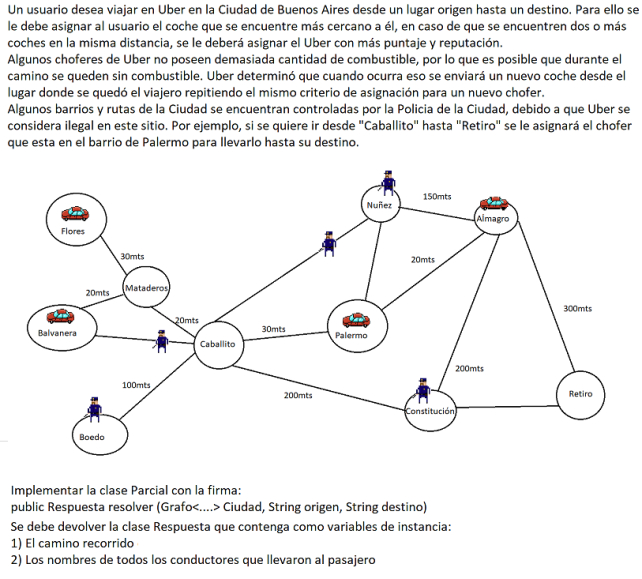 Un usuario desea viajar en Uber en la Ciudad de Buenos Aires desde un lugar origen hasta un destino. Para ello se
le debe asignar al usuario el coche que se encuentre más cercano a él, en caso de que se encuentren dos o más
coches en la misma distancia, se le deberá asignar el Uber con más puntaje y reputación.
Algunos choferes de Uber no poseen demasiada cantidad de combustible, por lo que es posible que durante el
camino se queden sin combustible. Uber determinó que cuando ocurra eso se enviará un nuevo coche desde el
lugar donde se quedó el viajero repitiendo el mismo criterio de asignación para un nuevo chofer.
Algunos barrios y rutas de la Ciudad se encuentran controladas por la Policia de la Ciudad, debido a que Uber se
considera ilegal en este sitio. Por ejemplo, si se quiere ir desde "Caballito" hasta "Retiro" se le asignará el chofer
que esta en el barrio de Palermo para llevarlo hasta su destino.
Nuñez
150mts
Almagro
Flores
30mts
20mts
Mataderos
20mts
300mts
20mts
Balvanera
Caballito
30mts
Palermo
100mts
200mts
200mts
Retiro
Constitución
Boedo
Implementar la clase Parcial con la firma:
public Respuesta resolver (Grafo<....> Ciudad, String origen, String destino)
Se debe devolver la clase Respuesta que contenga como variables de instancia:
1) El camino recorrido
2) Los nombres de todos los conductores que llevaron al pasajero